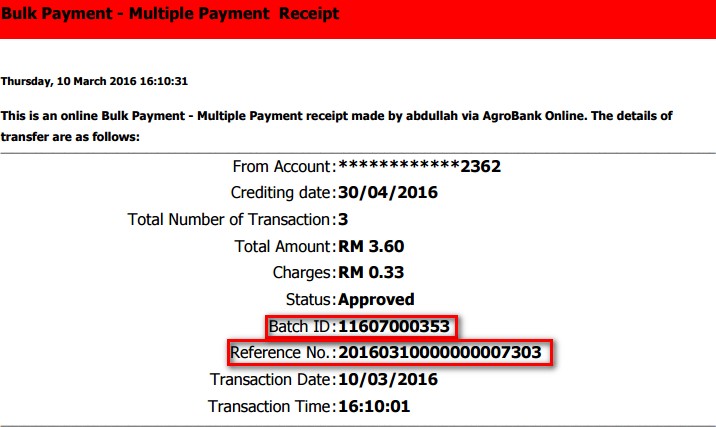 Bulk Payment - Multiple Payment  Receipt
Thursday, 10 March 2016 16:10:31
This is an online Bulk Payment - Multiple Payment receipt made by abdullah via AgroBank Online. The details of
transfer are as follows:
From Account:************2362
Crediting date:30/04/2016
Total Number of Transaction:3
Total Amount:RM 3.60
Charges:RM 0.33
Status:Approved
Batch ID:11607000353
Reference No.:20160310000000007303
Transaction Date:10/03/2016
Transaction Time:16:10:01